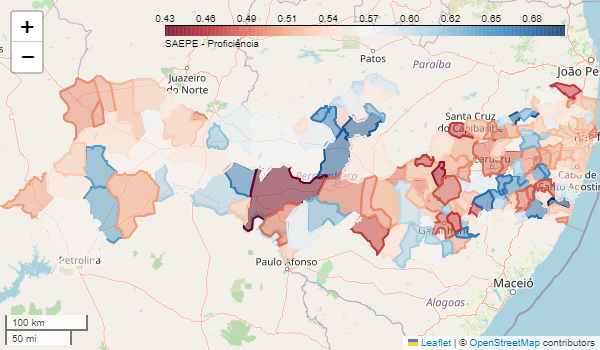 +
−
0.43 0.46 0.49 0.51 0.54 0.57 0.60 0.62 0.65 0.68
SAEPE - Proficiência
Patos
Paraíba
João Pe
Juazeiro
do Norte
Santa Cruz
do Capibaribe
Caruaru
Pernambuco
Cabo de
Santo Agostin
Garanhuns
Petrolina
Paulo Afonso
Maceió
Alagoas
100 km
50 mi
Leaflet | © OpenStreetMap contributors